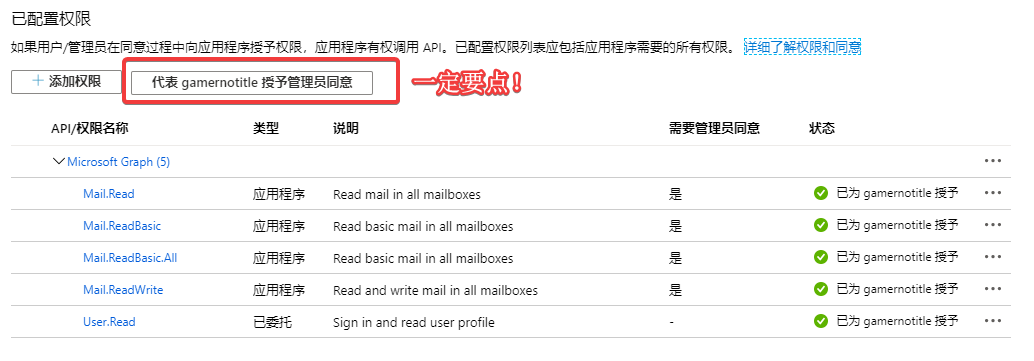 已配置权限
如果用户/管理员在同意过程中向应用程序授予权限，应用程序有权调用 API。已配置权限列表应包括应用程序需要的所有权限。 详细了解权限和同意
+ 添加权限 代表 gamernotitle 授予管理员同意 一定要点！
API/权限名称 类型 说明 需要管理员同意 状态
Microsoft Graph (5) ...
Mail.Read 应用程序 Read mail in all mailboxes 是 已为 gamernotitle 授予 ...
Mail.ReadBasic 应用程序 Read basic mail in all mailboxes 是 已为 gamernotitle 授予 ...
Mail.ReadBasic.All 应用程序 Read basic mail in all mailboxes 是 已为 gamernotitle 授予 ...
Mail.ReadWrite 应用程序 Read and write mail in all mailboxes 是 已为 gamernotitle 授予 ...
User.Read 已委托 Sign in and read user profile - 已为 gamernotitle 授予 ...